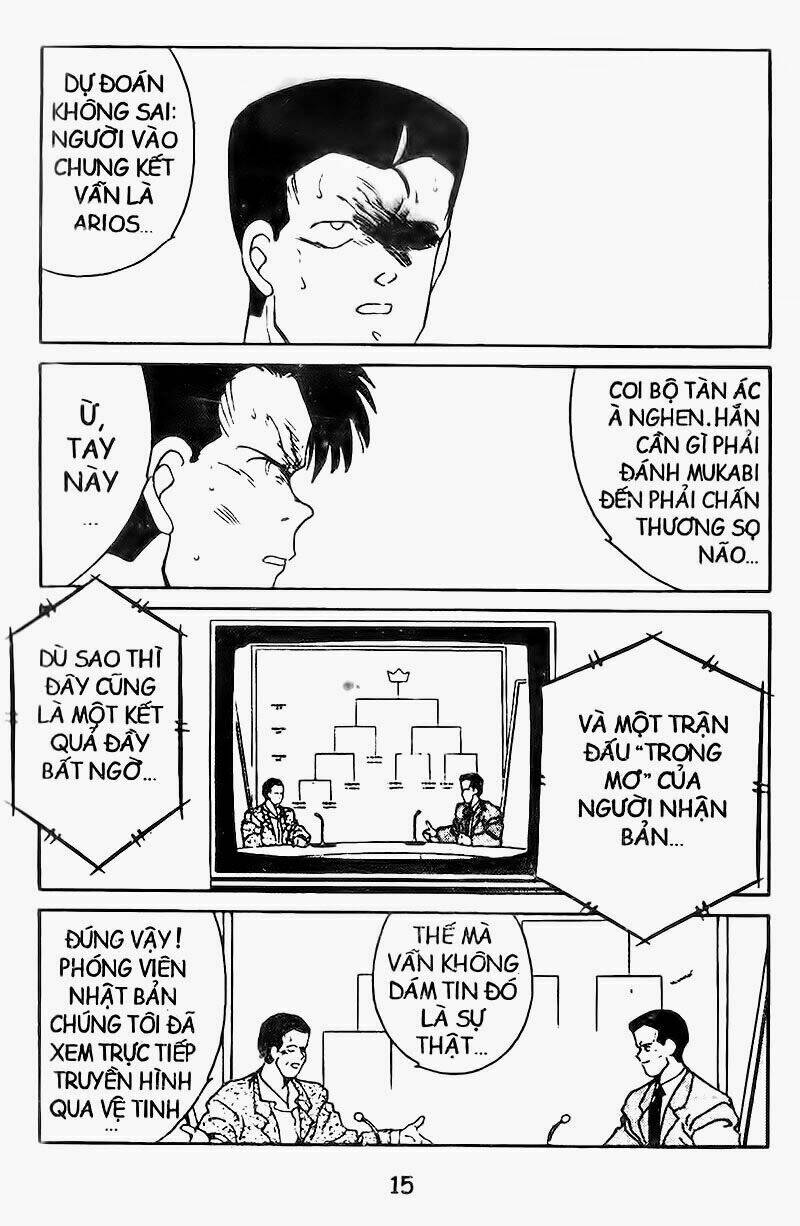 DỰ ĐOÁN
KHÔNG SAI:
NGƯỜI VÀO
CHUNG KẾT
VẪN LÀ
ARIOS...
Ừ,
TAY
NÀY
...
COI BỘ TÀN ÁC
À NGHEN. HẮN
CẦN GÌ PHẢI
ĐÁNH MUKABI
ĐẾN PHẢI CHẤN
THƯƠNG SỌ
NÃO...
DÙ SAO THÌ
ĐÂY CŨNG
LÀ MỘT KẾT
QUẢ ĐẦY
BẤT NGỜ...
VÀ MỘT TRẬN
ĐẤU "TRONG
MƠ" CỦA
NGƯỜI NHẬN
BẢN...
ĐÚNG VẬY!
PHÓNG VIÊN
NHẬT BẢN
CHÚNG TÔI ĐÃ
XEM TRỰC TIẾP
TRUYỀN HÌNH
QUA VỆ TINH
...
THẾ MÀ
VẪN KHÔNG
DÁM TIN ĐÓ
LÀ SỰ
THẬT...
15